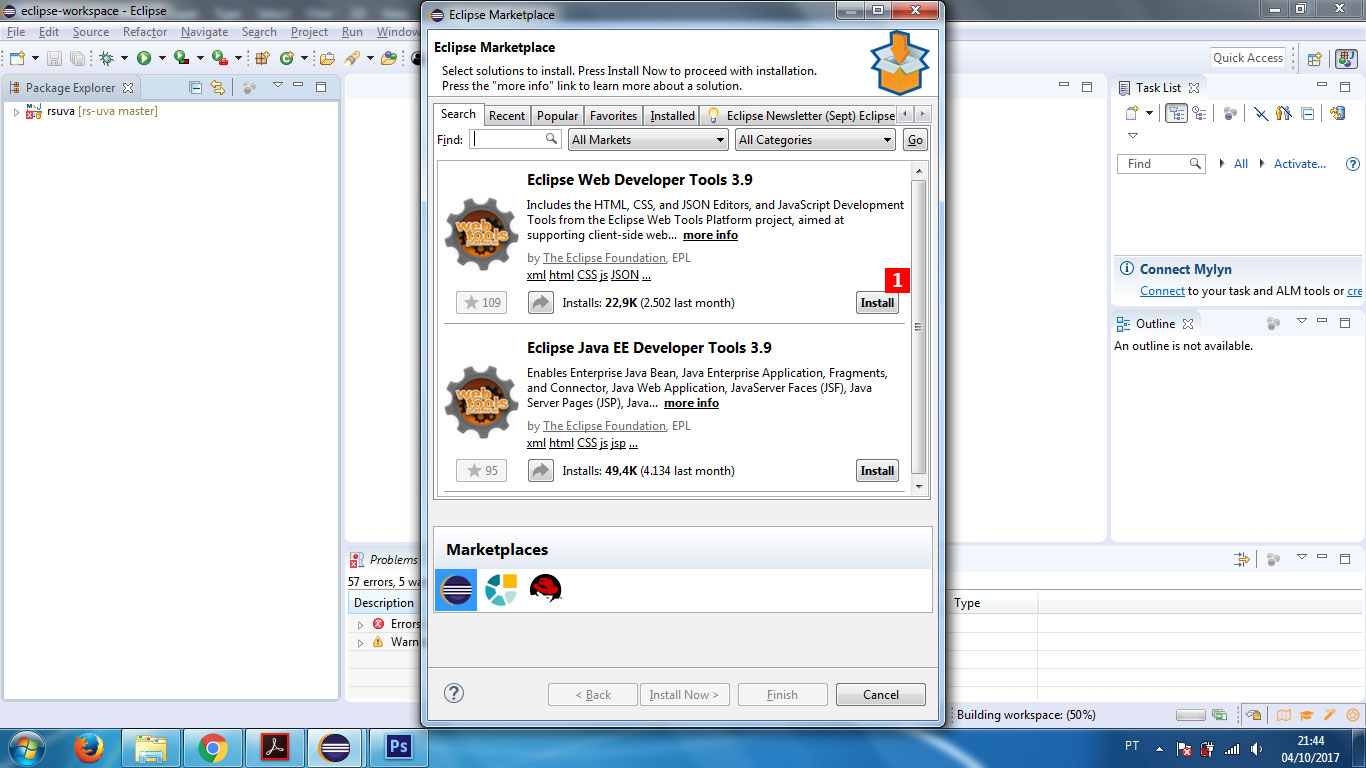 eclipse-workspace - Eclipse
File Edit Source Refactor Navigate Search Project Run Window
Quick Access
Package Explorer
rsuva [rs-uva master]
Eclipse Marketplace
Eclipse Marketplace
Select solutions to install. Press Install Now to proceed with installation.
Press the "more info" link to learn more about a solution.
Search Recent Popular Favorites Installed Eclipse Newsletter (Sept) Eclipse
Find: All Markets All Categories Go
Eclipse Web Developer Tools 3.9
Includes the HTML, CSS, and JSON Editors, and JavaScript Development
Tools from the Eclipse Web Tools Platform project, aimed at
supporting client-side web... more info
web
tools
platform
by The Eclipse Foundation, EPL
xml html CSS js JSON ...
1
109 Installs: 22,9K (2.502 last month) Install
Eclipse Java EE Developer Tools 3.9
Enables Enterprise Java Bean, Java Enterprise Application, Fragments,
and Connector, Java Web Application, JavaServer Faces (JSF), Java
Server Pages (JSP), Java... more info
web
tools
platform
by The Eclipse Foundation, EPL
xml html CSS js jsp ...
95 Installs: 49,4K (4.134 last month) Install
Marketplaces
? < Back Install Now > Finish Cancel
Task List
Find All Activate... ?
Connect Mylyn
Connect to your task and ALM tools or cre
Outline
An outline is not available.
Problems
57 errors, 5 wa
Description Type
Errors
Warn
Building workspace: (50%)
Ps
PT
21:44
04/10/2017